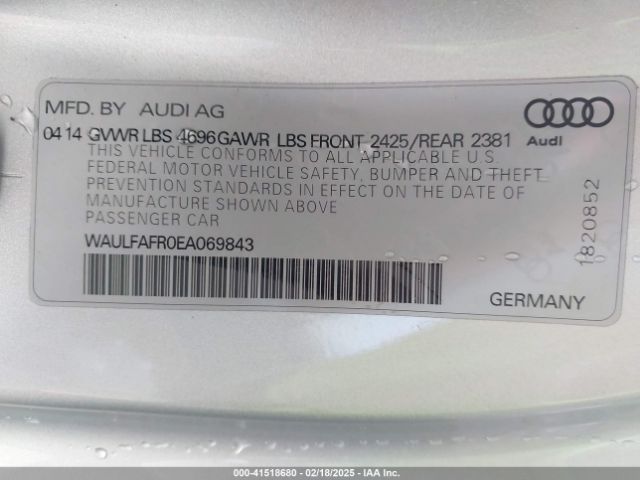 MFD. BY AUDI AG
0414 GVWR LBS 4696 GAWR LBS FRONT 2425/REAR 2381
THIS VEHICLE CONFORMS TO ALL APPLICABLE U.S.
FEDERAL MOTOR VEHICLE SAFETY, BUMPER AND THEFT
PREVENTION STANDARDS IN EFFECT ON THE DATE OF
MANUFACTURE SHOWN ABOVE
PASSENGER CAR
WAULFAFR0EA069843
Audi
1820852
GERMANY
000-41518680 - 02/18/2025 - IAA Inc.